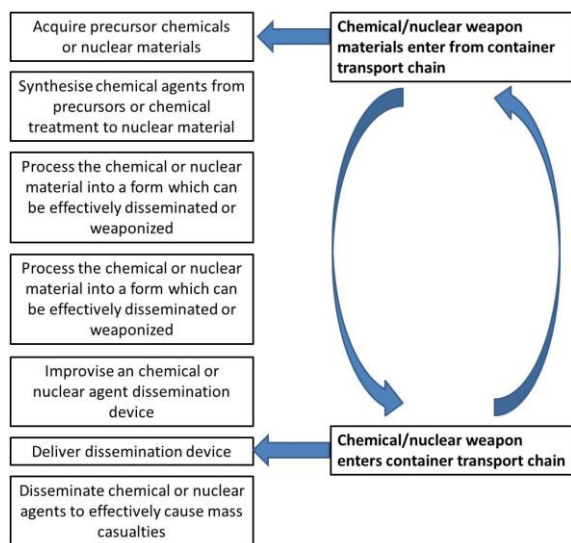 Acquire precursor chemicals
or nuclear materials
Chemical/nuclear weapon
materials enter from container
transport chain
Synthesise chemical agents from
precursors or chemical
treatment to nuclear material
Process the chemical or nuclear
material into a form which can
be effectively disseminated or
weaponized
Process the chemical or nuclear
material into a form which can
be effectively disseminated or
weaponized
Improvise an chemical or
nuclear agent dissemination
device
Deliver dissemination device
Chemical/nuclear weapon
enters container transport chain
Disseminate chemical or nuclear
agents to effectively cause mass
casualties